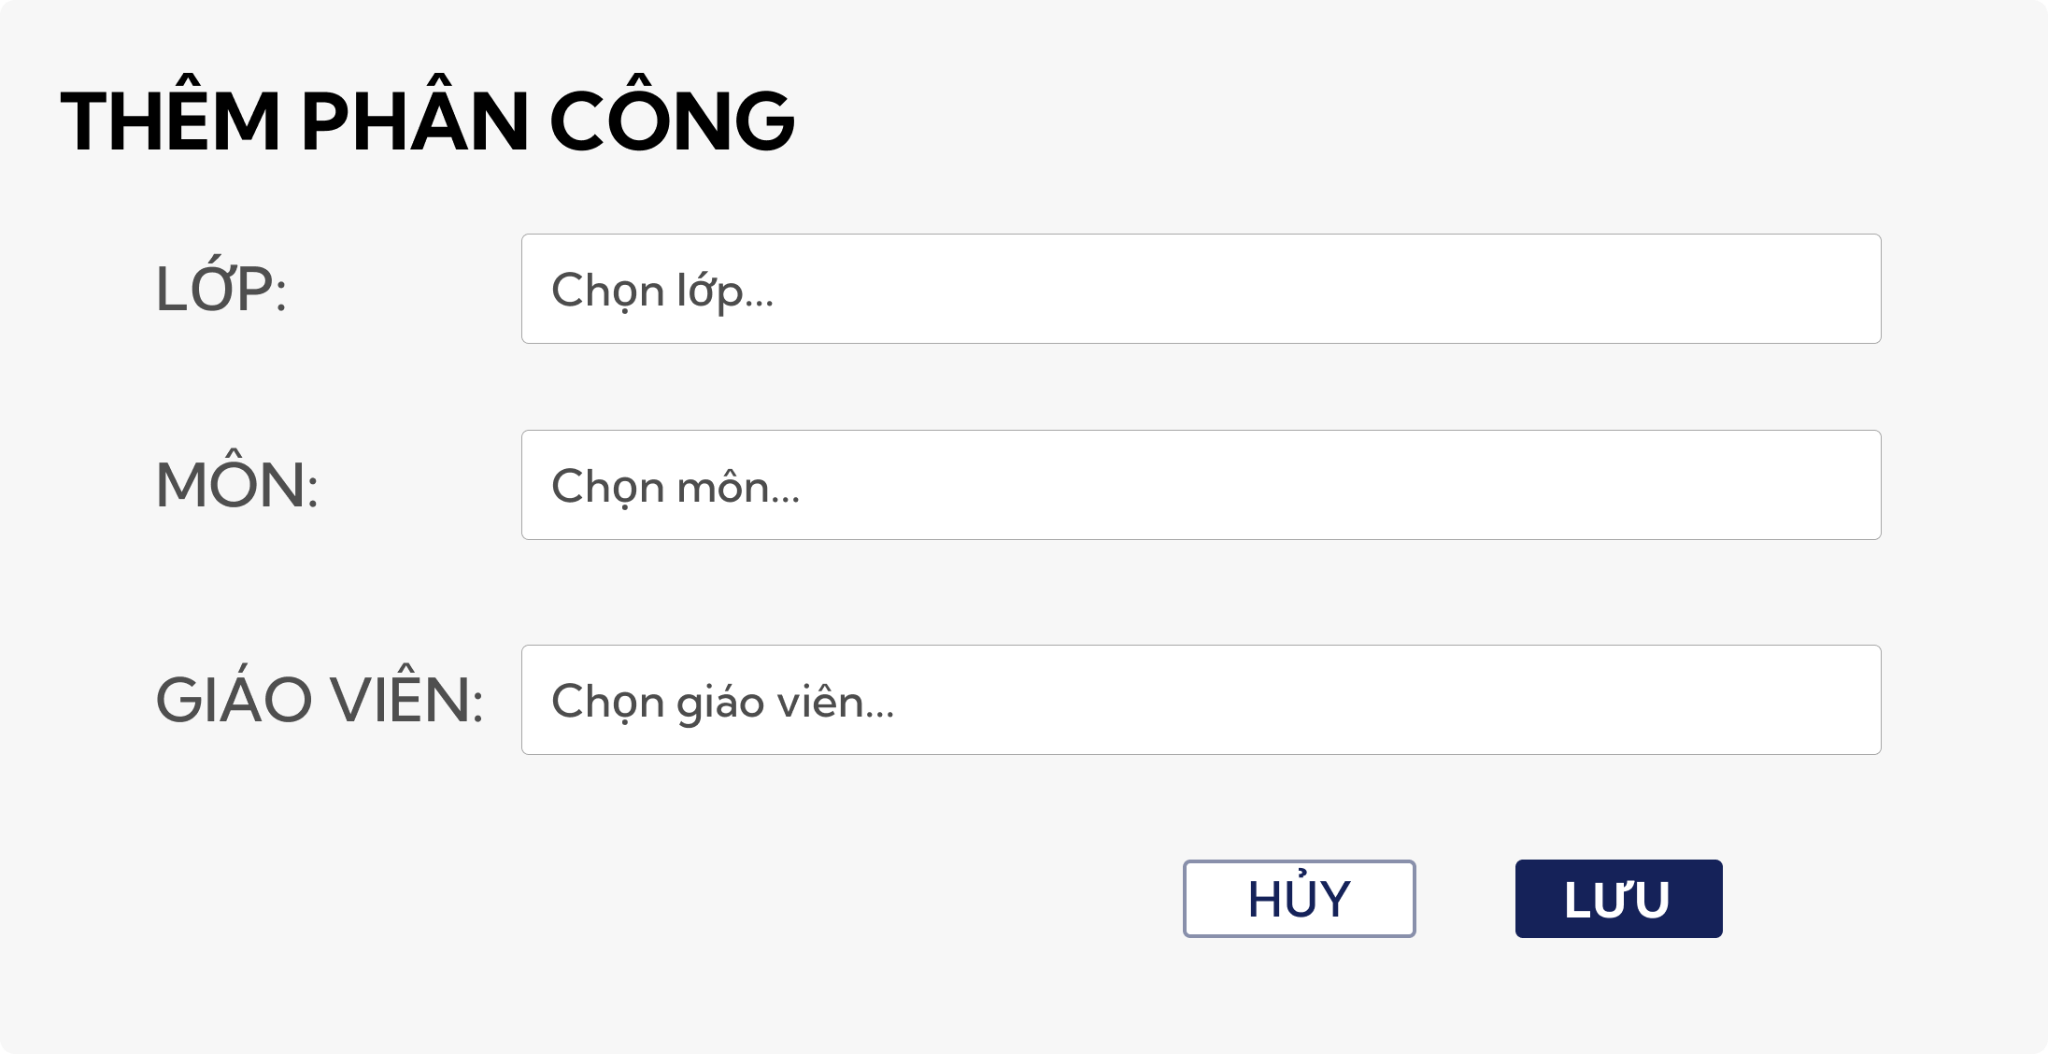 THÊM PHÂN CÔNG
LỚP:
Chọn lớp...
MÔN:
Chọn môn...
GIÁO VIÊN:
Chọn giáo viên...
HỦY
LƯU